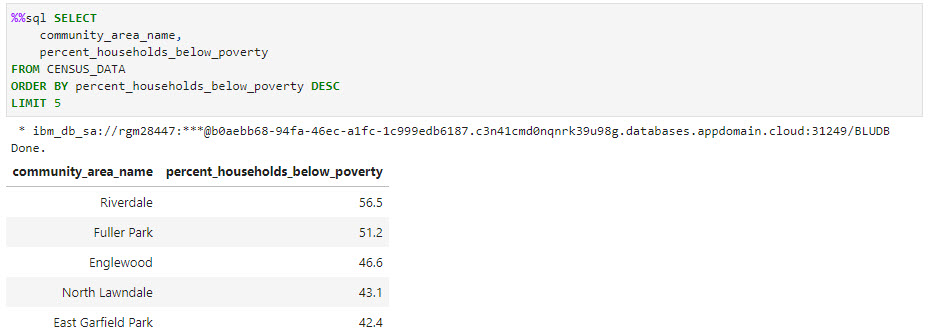 %%sql SELECT
community_area_name,
percent_households_below_poverty
FROM CENSUS_DATA
ORDER BY percent_households_below_poverty DESC
LIMIT 5
* ibm_db_sa://rgm28447:***@b0aebb68-94fa-46ec-a1fc-1c999edb6187.c3n41cmd0nqnrk39u98g.databases.appdomain.cloud:31249/BLUDB
Done.
community_area_name percent_households_below_poverty
Riverdale 56.5
Fuller Park 51.2
Englewood 46.6
North Lawndale 43.1
East Garfield Park 42.4